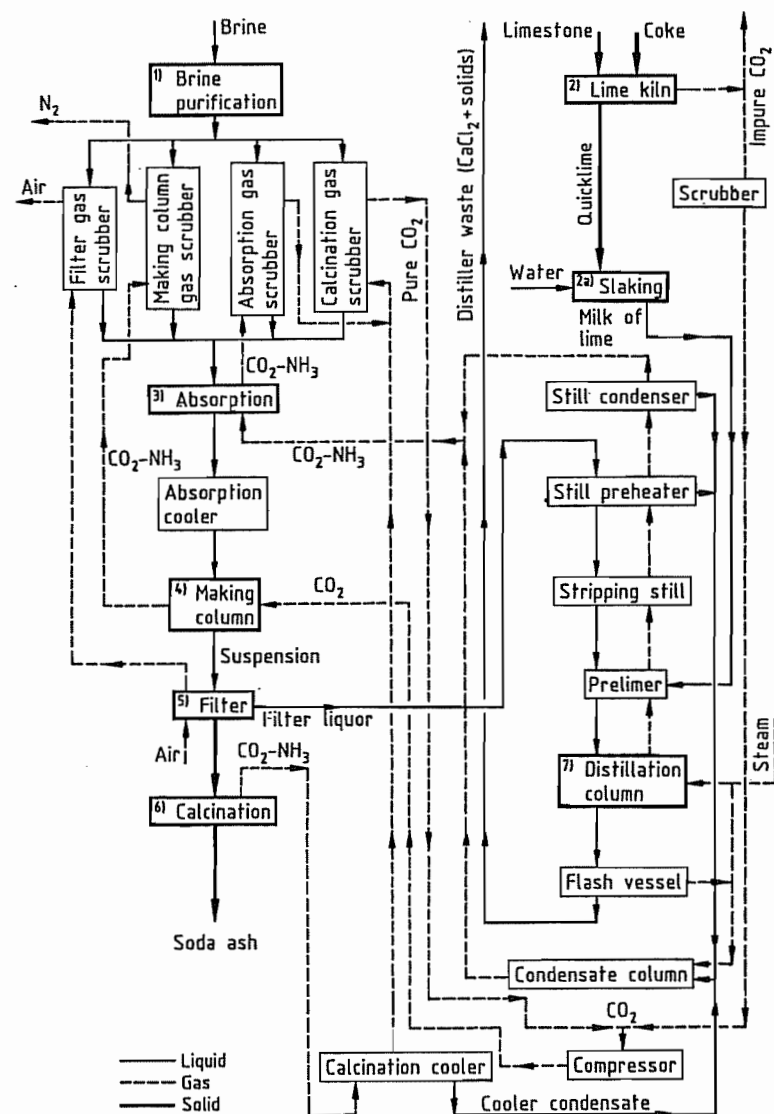 Brine
1) Brine
purification
N2
Air
Filter gas
scrubber
Making column
gas scrubber
Absorption gas
scrubber
Calcination gas
scrubber
Pure CO2
CO2-NH3
3) Absorption
CO2-NH3
CO2-NH3
Absorption
cooler
4) Making
column
CO2
Suspension
5) Filter
Filter liquor
Air
CO2-NH3
6) Calcination
Soda ash
Distiller waste (CaCl2+solids)
Limestone
Coke
2) Lime kiln
Impure CO2
Scrubber
Quicklime
Water
2a) Slaking
Milk of
lime
Still condenser
Still preheater
Stripping still
Prelimer
Steam
7) Distillation
column
Flash vessel
Condensate column
CO2
Compressor
Calcination cooler
Cooler condensate
Liquid
Gas
Solid